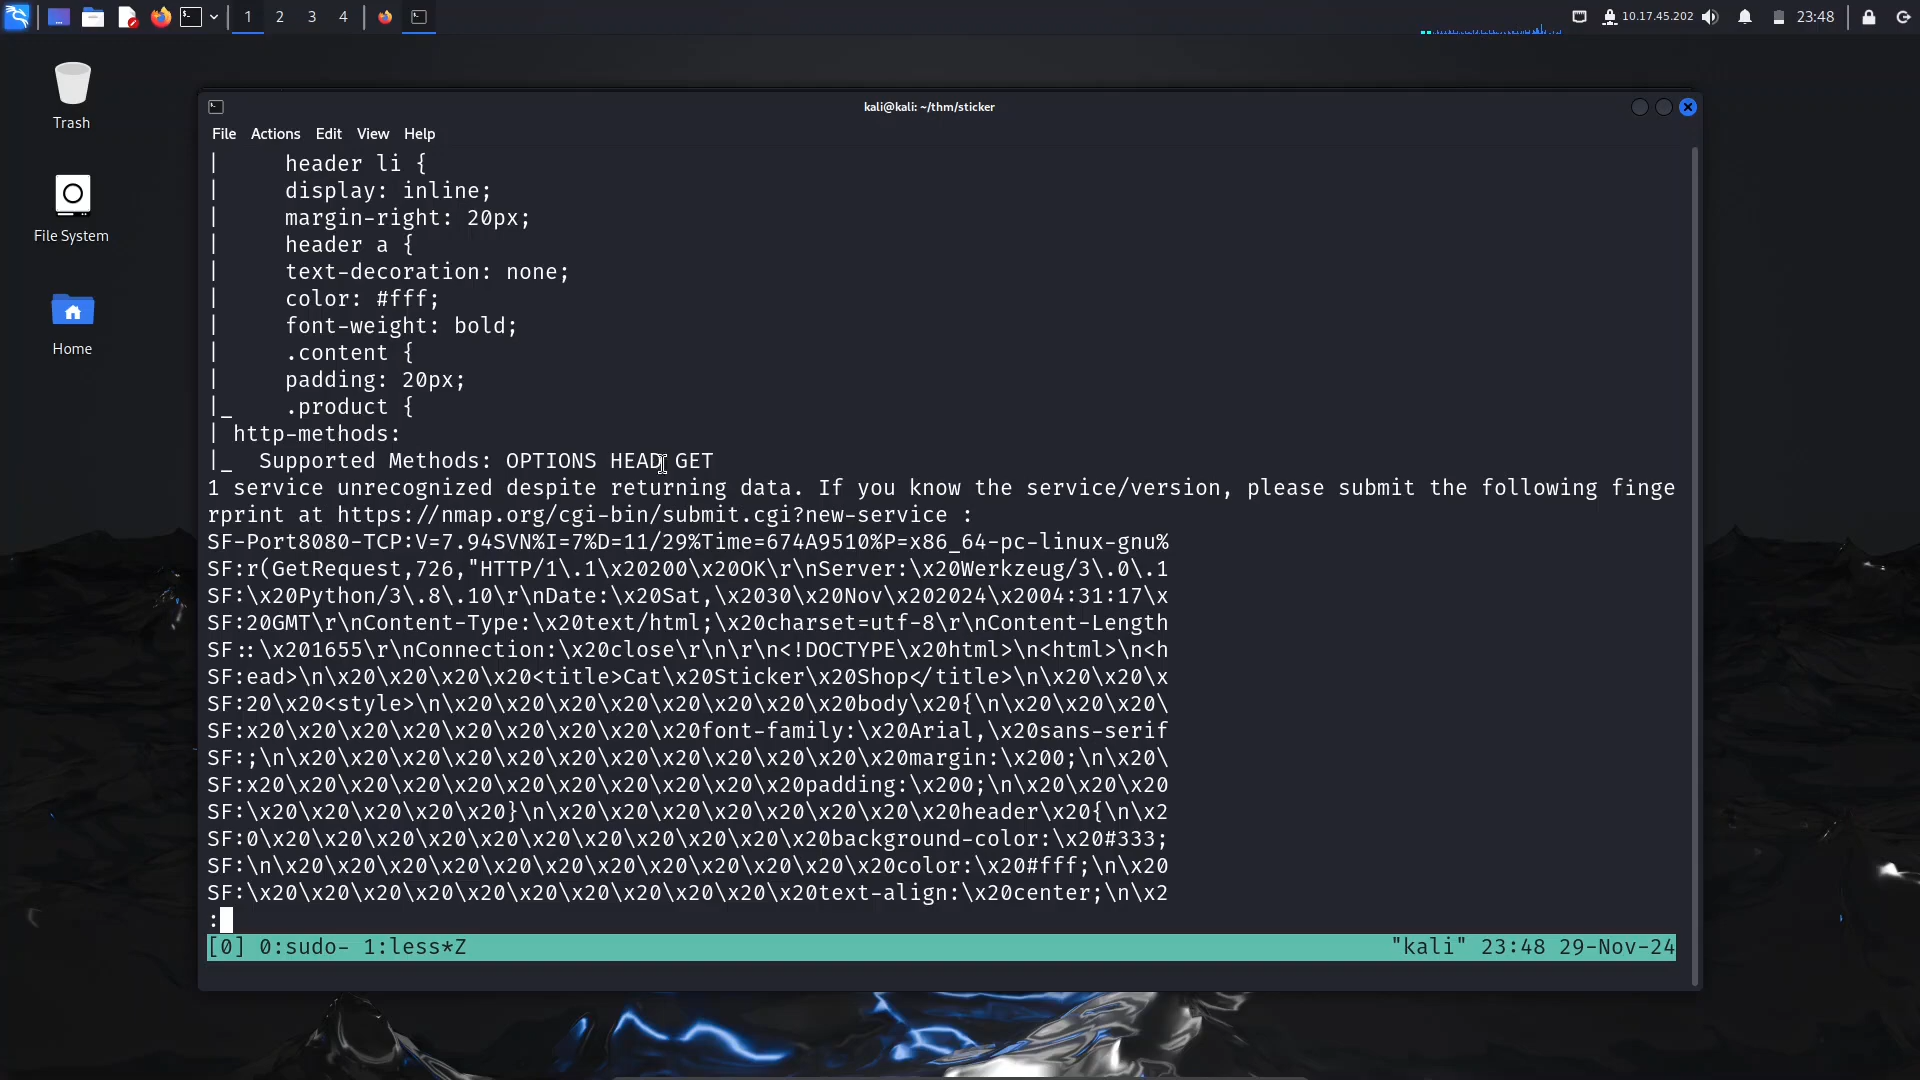 1 2 3 4
10.17.45.202
23:48
Trash
File System
Home
kali@kali: ~/thm/sticker
File Actions Edit View Help
|     header li {
|     display: inline;
|     margin-right: 20px;
|     header a {
|     text-decoration: none;
|     color: #fff;
|     font-weight: bold;
|     .content {
|     padding: 20px;
|_    .product {
| http-methods:
|_  Supported Methods: OPTIONS HEAD GET
1 service unrecognized despite returning data. If you know the service/version, please submit the following finge
rprint at https://nmap.org/cgi-bin/submit.cgi?new-service :
SF-Port8080-TCP:V=7.94SVN%I=7%D=11/29%Time=674A9510%P=x86_64-pc-linux-gnu%
SF:r(GetRequest,726,"HTTP/1\.1\x20200\x20OK\r\nServer:\x20Werkzeug/3\.0\.1
SF:\x20Python/3\.8\.10\r\nDate:\x20Sat,\x2030\x20Nov\x202024\x2004:31:17\x
SF:20GMT\r\nContent-Type:\x20text/html;\x20charset=utf-8\r\nContent-Length
SF::\x201655\r\nConnection:\x20close\r\n\r\n<!DOCTYPE\x20html>\n<html>\n<h
SF:ead>\n\x20\x20\x20\x20<title>Cat\x20Sticker\x20Shop</title>\n\x20\x20\x
SF:20\x20<style>\n\x20\x20\x20\x20\x20\x20\x20\x20body\x20{\n\x20\x20\x20\
SF:x20\x20\x20\x20\x20\x20\x20\x20\x20font-family:\x20Arial,\x20sans-serif
SF:;\n\x20\x20\x20\x20\x20\x20\x20\x20\x20\x20\x20\x20margin:\x200;\n\x20\
SF:x20\x20\x20\x20\x20\x20\x20\x20\x20\x20\x20padding:\x200;\n\x20\x20\x20
SF:\x20\x20\x20\x20\x20}\n\x20\x20\x20\x20\x20\x20\x20\x20header\x20{\n\x2
SF:0\x20\x20\x20\x20\x20\x20\x20\x20\x20\x20\x20background-color:\x20#333;
SF:\n\x20\x20\x20\x20\x20\x20\x20\x20\x20\x20\x20\x20color:\x20#fff;\n\x20
SF:\x20\x20\x20\x20\x20\x20\x20\x20\x20\x20\x20text-align:\x20center;\n\x2
:
[0] 0:sudo- 1:less*Z "kali" 23:48 29-Nov-24